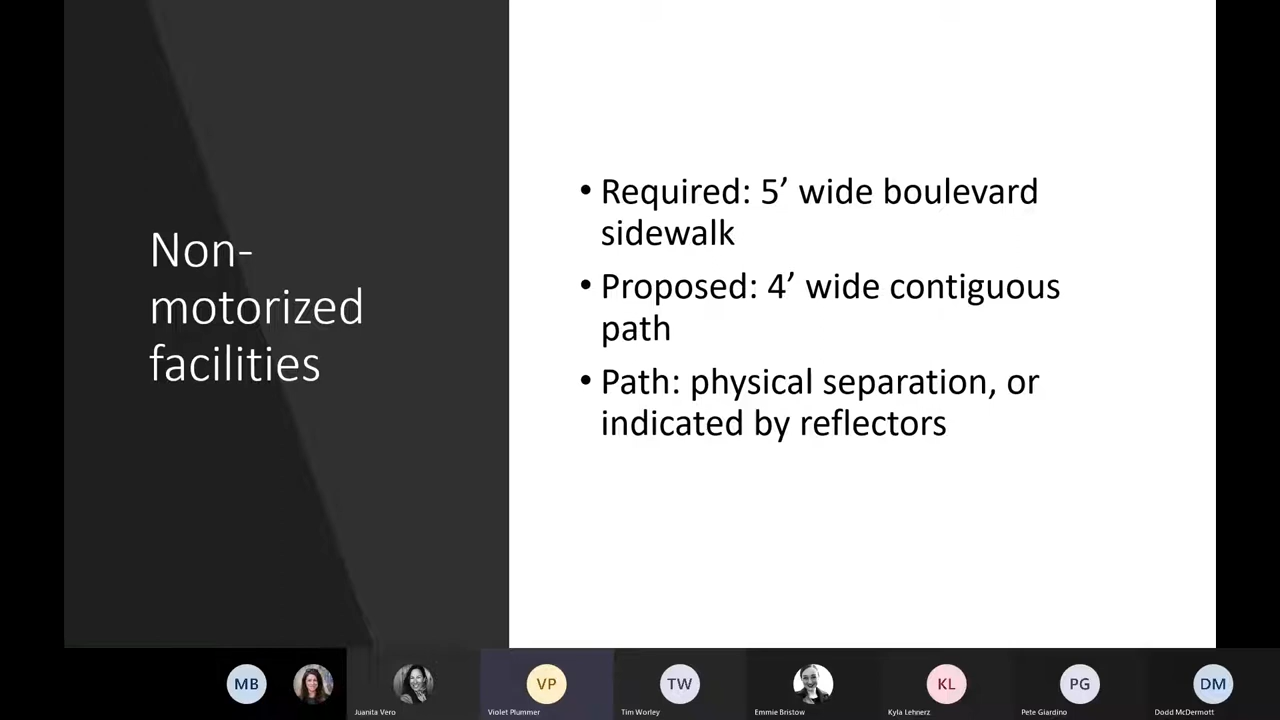 Non-
motorized
facilities
• Required: 5’ wide boulevard
sidewalk
• Proposed: 4’ wide contiguous
path
• Path: physical separation, or
indicated by reflectors
MB
VP
TW
KL
PG
DM
Juanita Vero
Violet Plummer
Tim Worley
Emmie Bristow
Kyla Lehnerz
Pete Giardino
Dodd McDermott